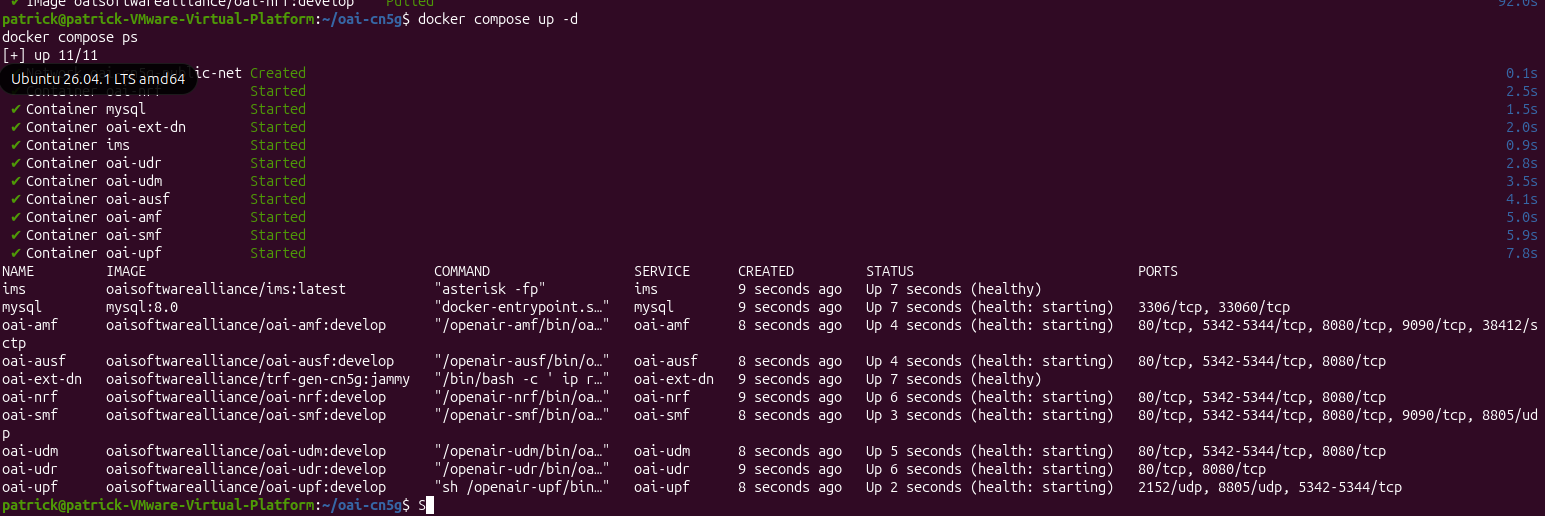 ✔ Image oaisoftwarealliance/oai-nrf:develop Pulled 92.0s
patrick@patrick-VMware-Virtual-Platform:~/oai-cn5g$ docker compose up -d
docker compose ps
[+] up 11/11
Ubuntu 26.04.1 LTS amd64
lic-net Created 0.1s
Started 2.5s
✔ Container mysql Started 1.5s
✔ Container oai-ext-dn Started 2.0s
✔ Container ims Started 0.9s
✔ Container oai-udr Started 2.8s
✔ Container oai-udm Started 3.5s
✔ Container oai-ausf Started 4.1s
✔ Container oai-amf Started 5.0s
✔ Container oai-smf Started 5.9s
✔ Container oai-upf Started 7.8s
NAME IMAGE COMMAND SERVICE CREATED STATUS PORTS
ims oaisoftwarealliance/ims:latest "asterisk -fp" ims 9 seconds ago Up 7 seconds (healthy)
mysql mysql:8.0 "docker-entrypoint.s…" mysql 9 seconds ago Up 7 seconds (health: starting) 3306/tcp, 33060/tcp
oai-amf oaisoftwarealliance/oai-amf:develop "/openair-amf/bin/oa…" oai-amf 8 seconds ago Up 4 seconds (health: starting) 80/tcp, 5342-5344/tcp, 8080/tcp, 9090/tcp, 38412/s
ctp
oai-ausf oaisoftwarealliance/oai-ausf:develop "/openair-ausf/bin/o…" oai-ausf 8 seconds ago Up 4 seconds (health: starting) 80/tcp, 5342-5344/tcp, 8080/tcp
oai-ext-dn oaisoftwarealliance/trf-gen-cn5g:jammy "/bin/bash -c ' ip r…" oai-ext-dn 9 seconds ago Up 7 seconds (healthy)
oai-nrf oaisoftwarealliance/oai-nrf:develop "/openair-nrf/bin/oa…" oai-nrf 9 seconds ago Up 6 seconds (health: starting) 80/tcp, 5342-5344/tcp, 8080/tcp
oai-smf oaisoftwarealliance/oai-smf:develop "/openair-smf/bin/oa…" oai-smf 8 seconds ago Up 3 seconds (health: starting) 80/tcp, 5342-5344/tcp, 8080/tcp, 9090/tcp, 8805/ud
p
oai-udm oaisoftwarealliance/oai-udm:develop "/openair-udm/bin/oa…" oai-udm 8 seconds ago Up 5 seconds (health: starting) 80/tcp, 5342-5344/tcp, 8080/tcp
oai-udr oaisoftwarealliance/oai-udr:develop "/openair-udr/bin/oa…" oai-udr 9 seconds ago Up 6 seconds (health: starting) 80/tcp, 8080/tcp
oai-upf oaisoftwarealliance/oai-upf:develop "sh /openair-upf/bin…" oai-upf 8 seconds ago Up 2 seconds (health: starting) 2152/udp, 8805/udp, 5342-5344/tcp
patrick@patrick-VMware-Virtual-Platform:~/oai-cn5g$ S